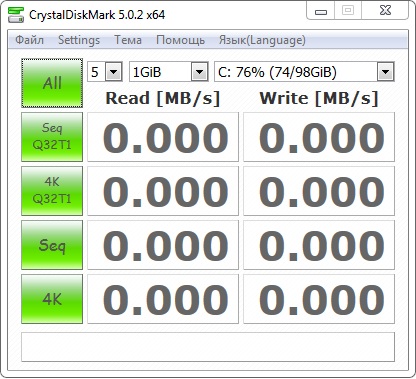 CrystalDiskMark 5.0.2 x64
Файл Settings Тема Помощь Язык(Language)
All 5 1GiB C: 76% (74/98GiB)
Read [MB/s] Write [MB/s]
Seq
Q32T1 0.000 0.000
4K
Q32T1 0.000 0.000
Seq 0.000 0.000
4K 0.000 0.000